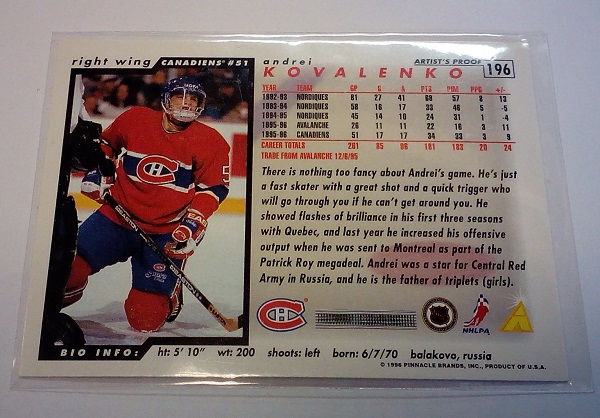 right wing CANADIENS® #51
andrei
KOVALENKO
ARTIST'S PROOF
196
YEAR TEAM GP G A PTS PIM PPG +/-
1992-93 NORDIQUES 81 27 41 68 57 8 13
1993-94 NORDIQUES 58 16 17 33 46 5 -5
1994-95 NORDIQUES 45 14 10 24 31 1 -4
1995-96 AVALANCHE 26 11 11 22 16 3 11
1995-96 CANADIENS 51 17 17 34 33 3 9
CAREER TOTALS 261 85 96 181 183 20 24
TRADE FROM AVALANCHE 12/6/95
There is nothing too fancy about Andrei's game. He's just
a fast skater with a great shot and a quick trigger who
will go through you if he can't get around you. He
showed flashes of brilliance in his first three seasons
with Quebec, and last year he increased his offensive
output when he was sent to Montreal as part of the
Patrick Roy megadeal. Andrei was a star for Central Red
Army in Russia, and he is the father of triplets (girls).
NHL
NHLPA
BIO INFO: ht: 5' 10" wt: 200 shoots: left born: 6/7/70 balakovo, russia
© 1996 PINNACLE BRANDS, INC., PRODUCT OF U.S.A.